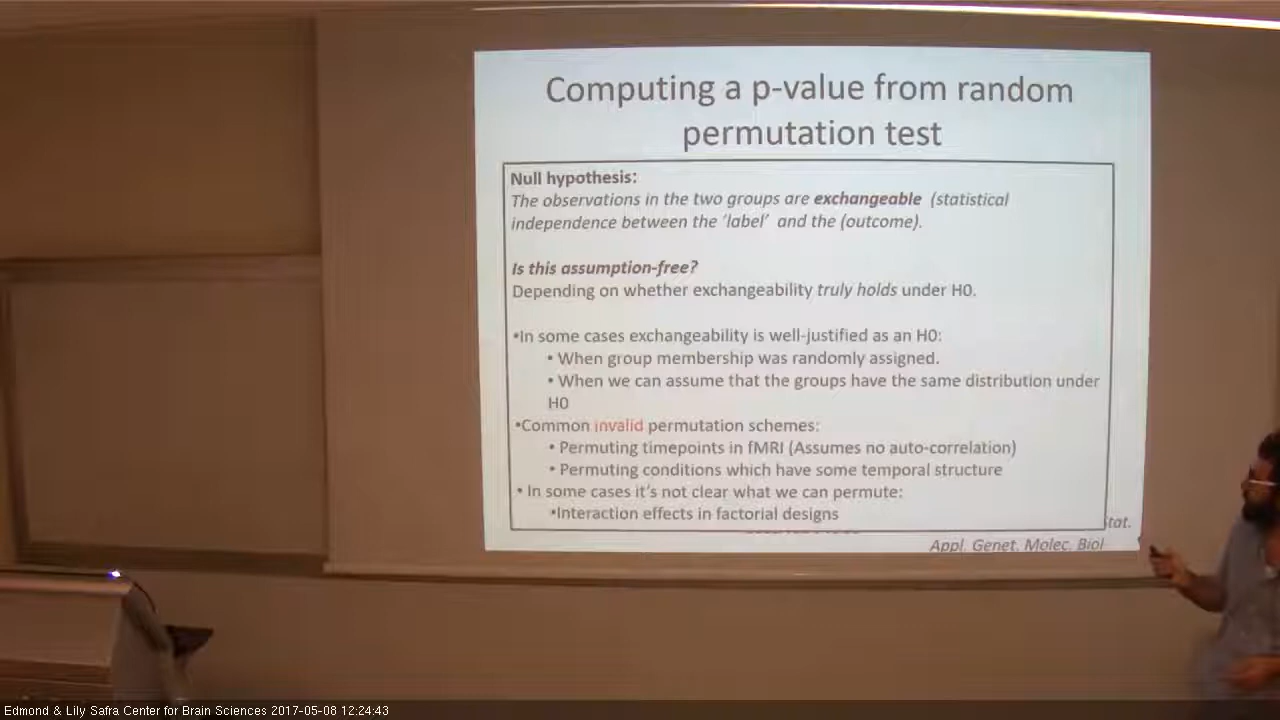 Computing a p-value from random
permutation test
Null hypothesis:
The observations in the two groups are exchangeable (statistical
independence between the 'label' and the (outcome).
Is this assumption-free?
Depending on whether exchangeability truly holds under H0.
•In some cases exchangeability is well-justified as an H0:
• When group membership was randomly assigned.
• When we can assume that the groups have the same distribution under
H0
•Common invalid permutation schemes:
• Permuting timepoints in fMRI (Assumes no auto-correlation)
• Permuting conditions which have some temporal structure
• In some cases it's not clear what we can permute:
•Interaction effects in factorial designs
Stat.
Appl. Genet. Molec. Biol
Edmond & Lily Safra Center for Brain Sciences 2017-05-08 12:24:43